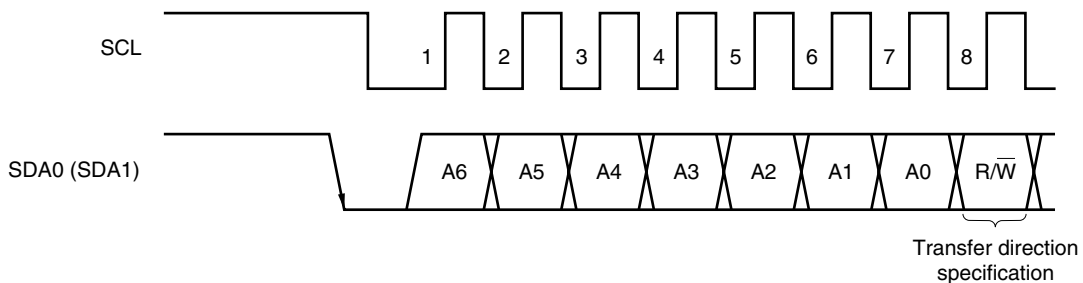 SCL
1 2 3 4 5 6 7 8
SDA0 (SDA1)
A6 A5 A4 A3 A2 A1 A0 R/W̅
Transfer direction
specification